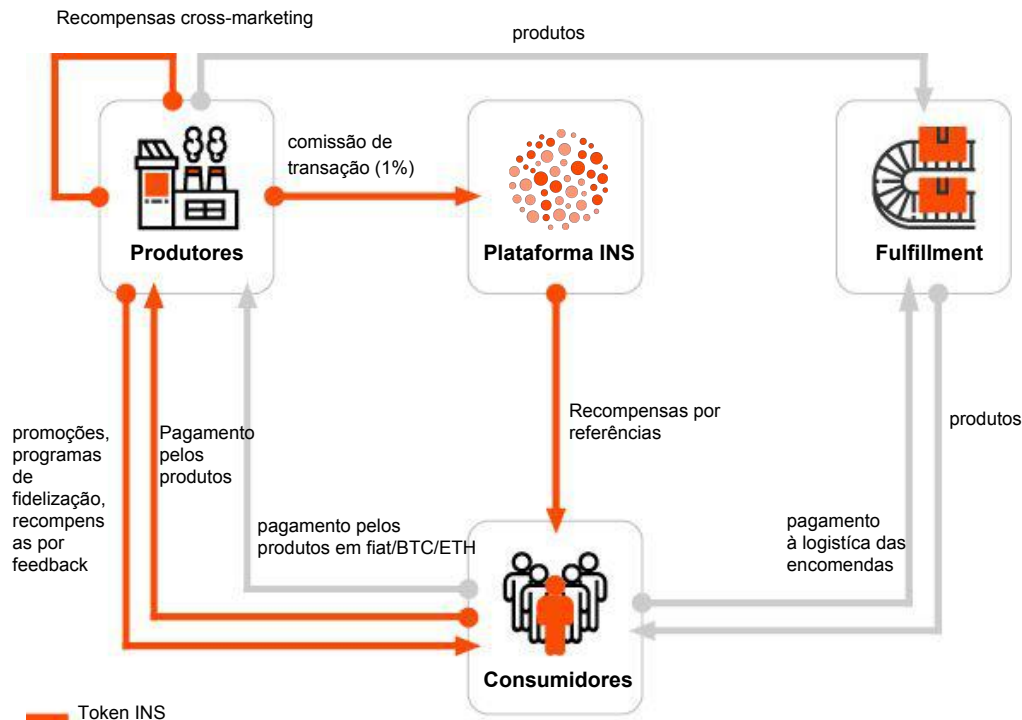 Recompensas cross-marketing
produtos
comissão de
transação (1%)
Produtores
Plataforma INS
Fulfillment
promoções,
programas
de
fidelização,
recompens
as por
feedback
Pagamento
pelos
produtos
pagamento pelos
produtos em fiat/BTC/ETH
Recompensas por
referências
produtos
pagamento
à logistíca das
encomendas
Consumidores
Token INS